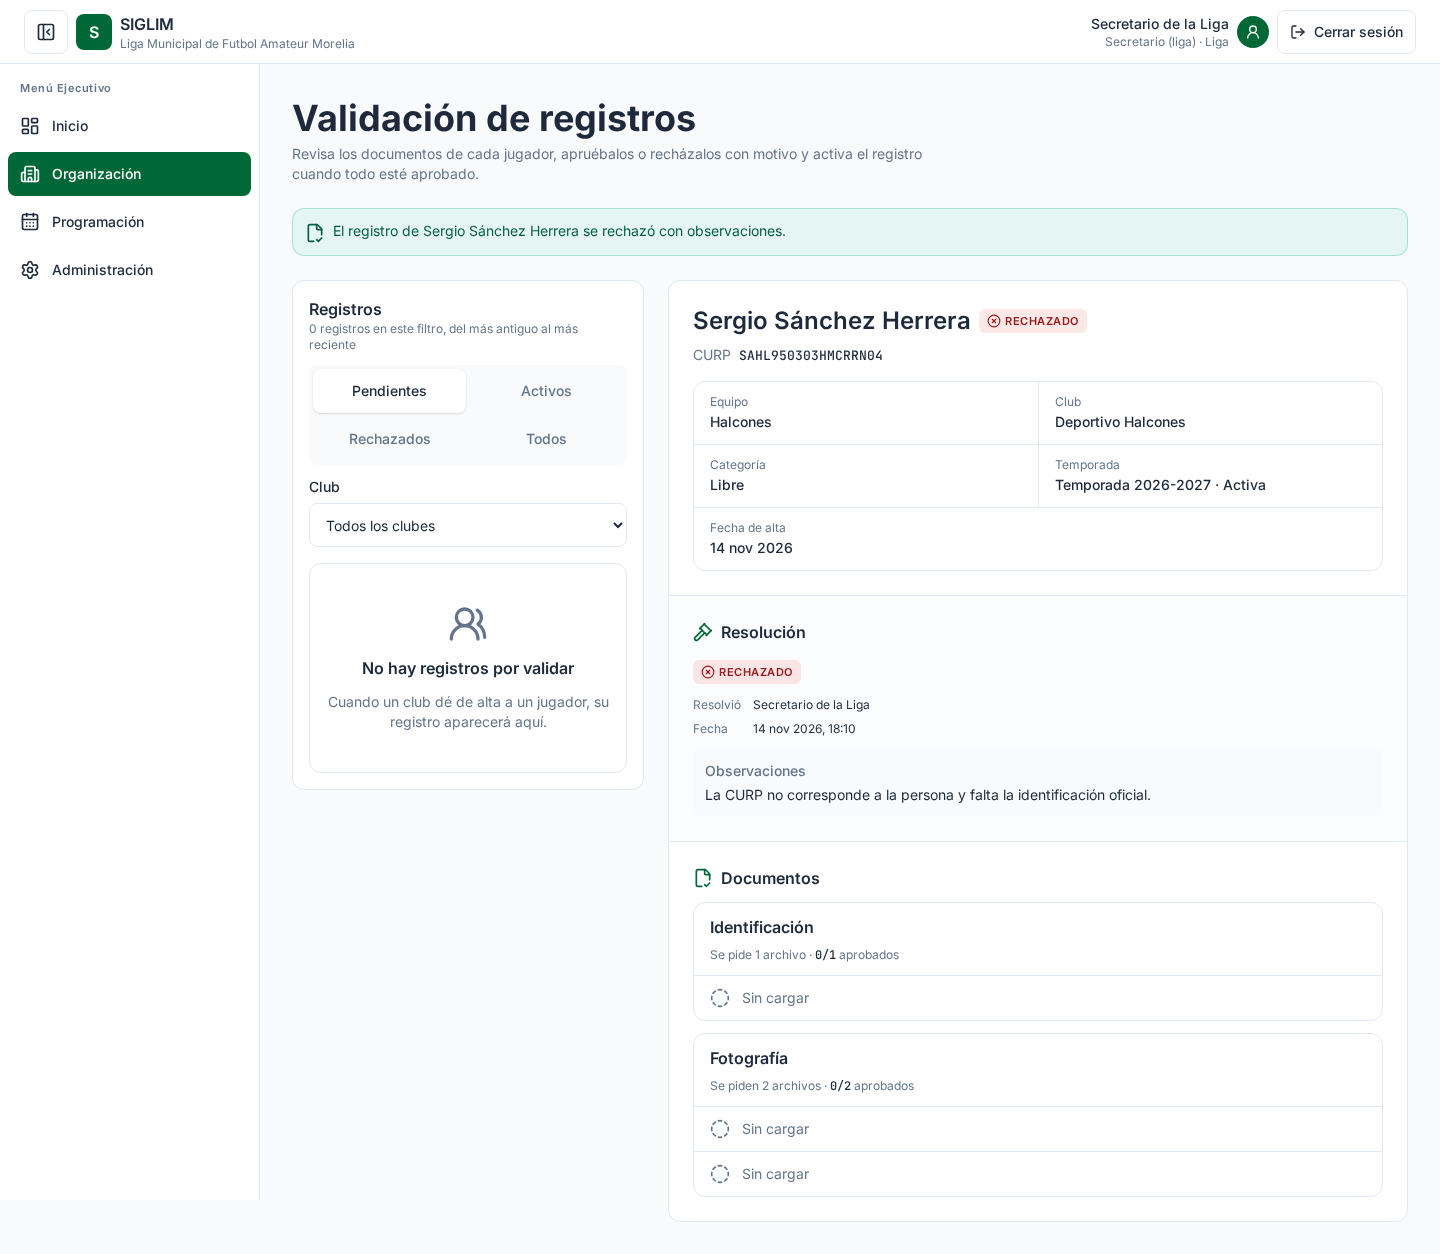 S
SIGLIM
Liga Municipal de Futbol Amateur Morelia
Secretario de la Liga
Secretario (liga) · Liga
Cerrar sesión
Menú Ejecutivo
Inicio
Organización
Programación
Administración
Validación de registros
Revisa los documentos de cada jugador, apruébalos o recházalos con motivo y activa el registro
cuando todo esté aprobado.
El registro de Sergio Sánchez Herrera se rechazó con observaciones.
Registros
0 registros en este filtro, del más antiguo al más
reciente
Pendientes
Activos
Rechazados
Todos
Club
Todos los clubes
No hay registros por validar
Cuando un club dé de alta a un jugador, su
registro aparecerá aquí.
Sergio Sánchez Herrera
RECHAZADO
CURP SAHL950303HMCRRN04
Equipo
Halcones
Club
Deportivo Halcones
Categoría
Libre
Temporada
Temporada 2026-2027 · Activa
Fecha de alta
14 nov 2026
Resolución
RECHAZADO
Resolvió Secretario de la Liga
Fecha 14 nov 2026, 18:10
Observaciones
La CURP no corresponde a la persona y falta la identificación oficial.
Documentos
Identificación
Se pide 1 archivo · 0/1 aprobados
Sin cargar
Fotografía
Se piden 2 archivos · 0/2 aprobados
Sin cargar
Sin cargar